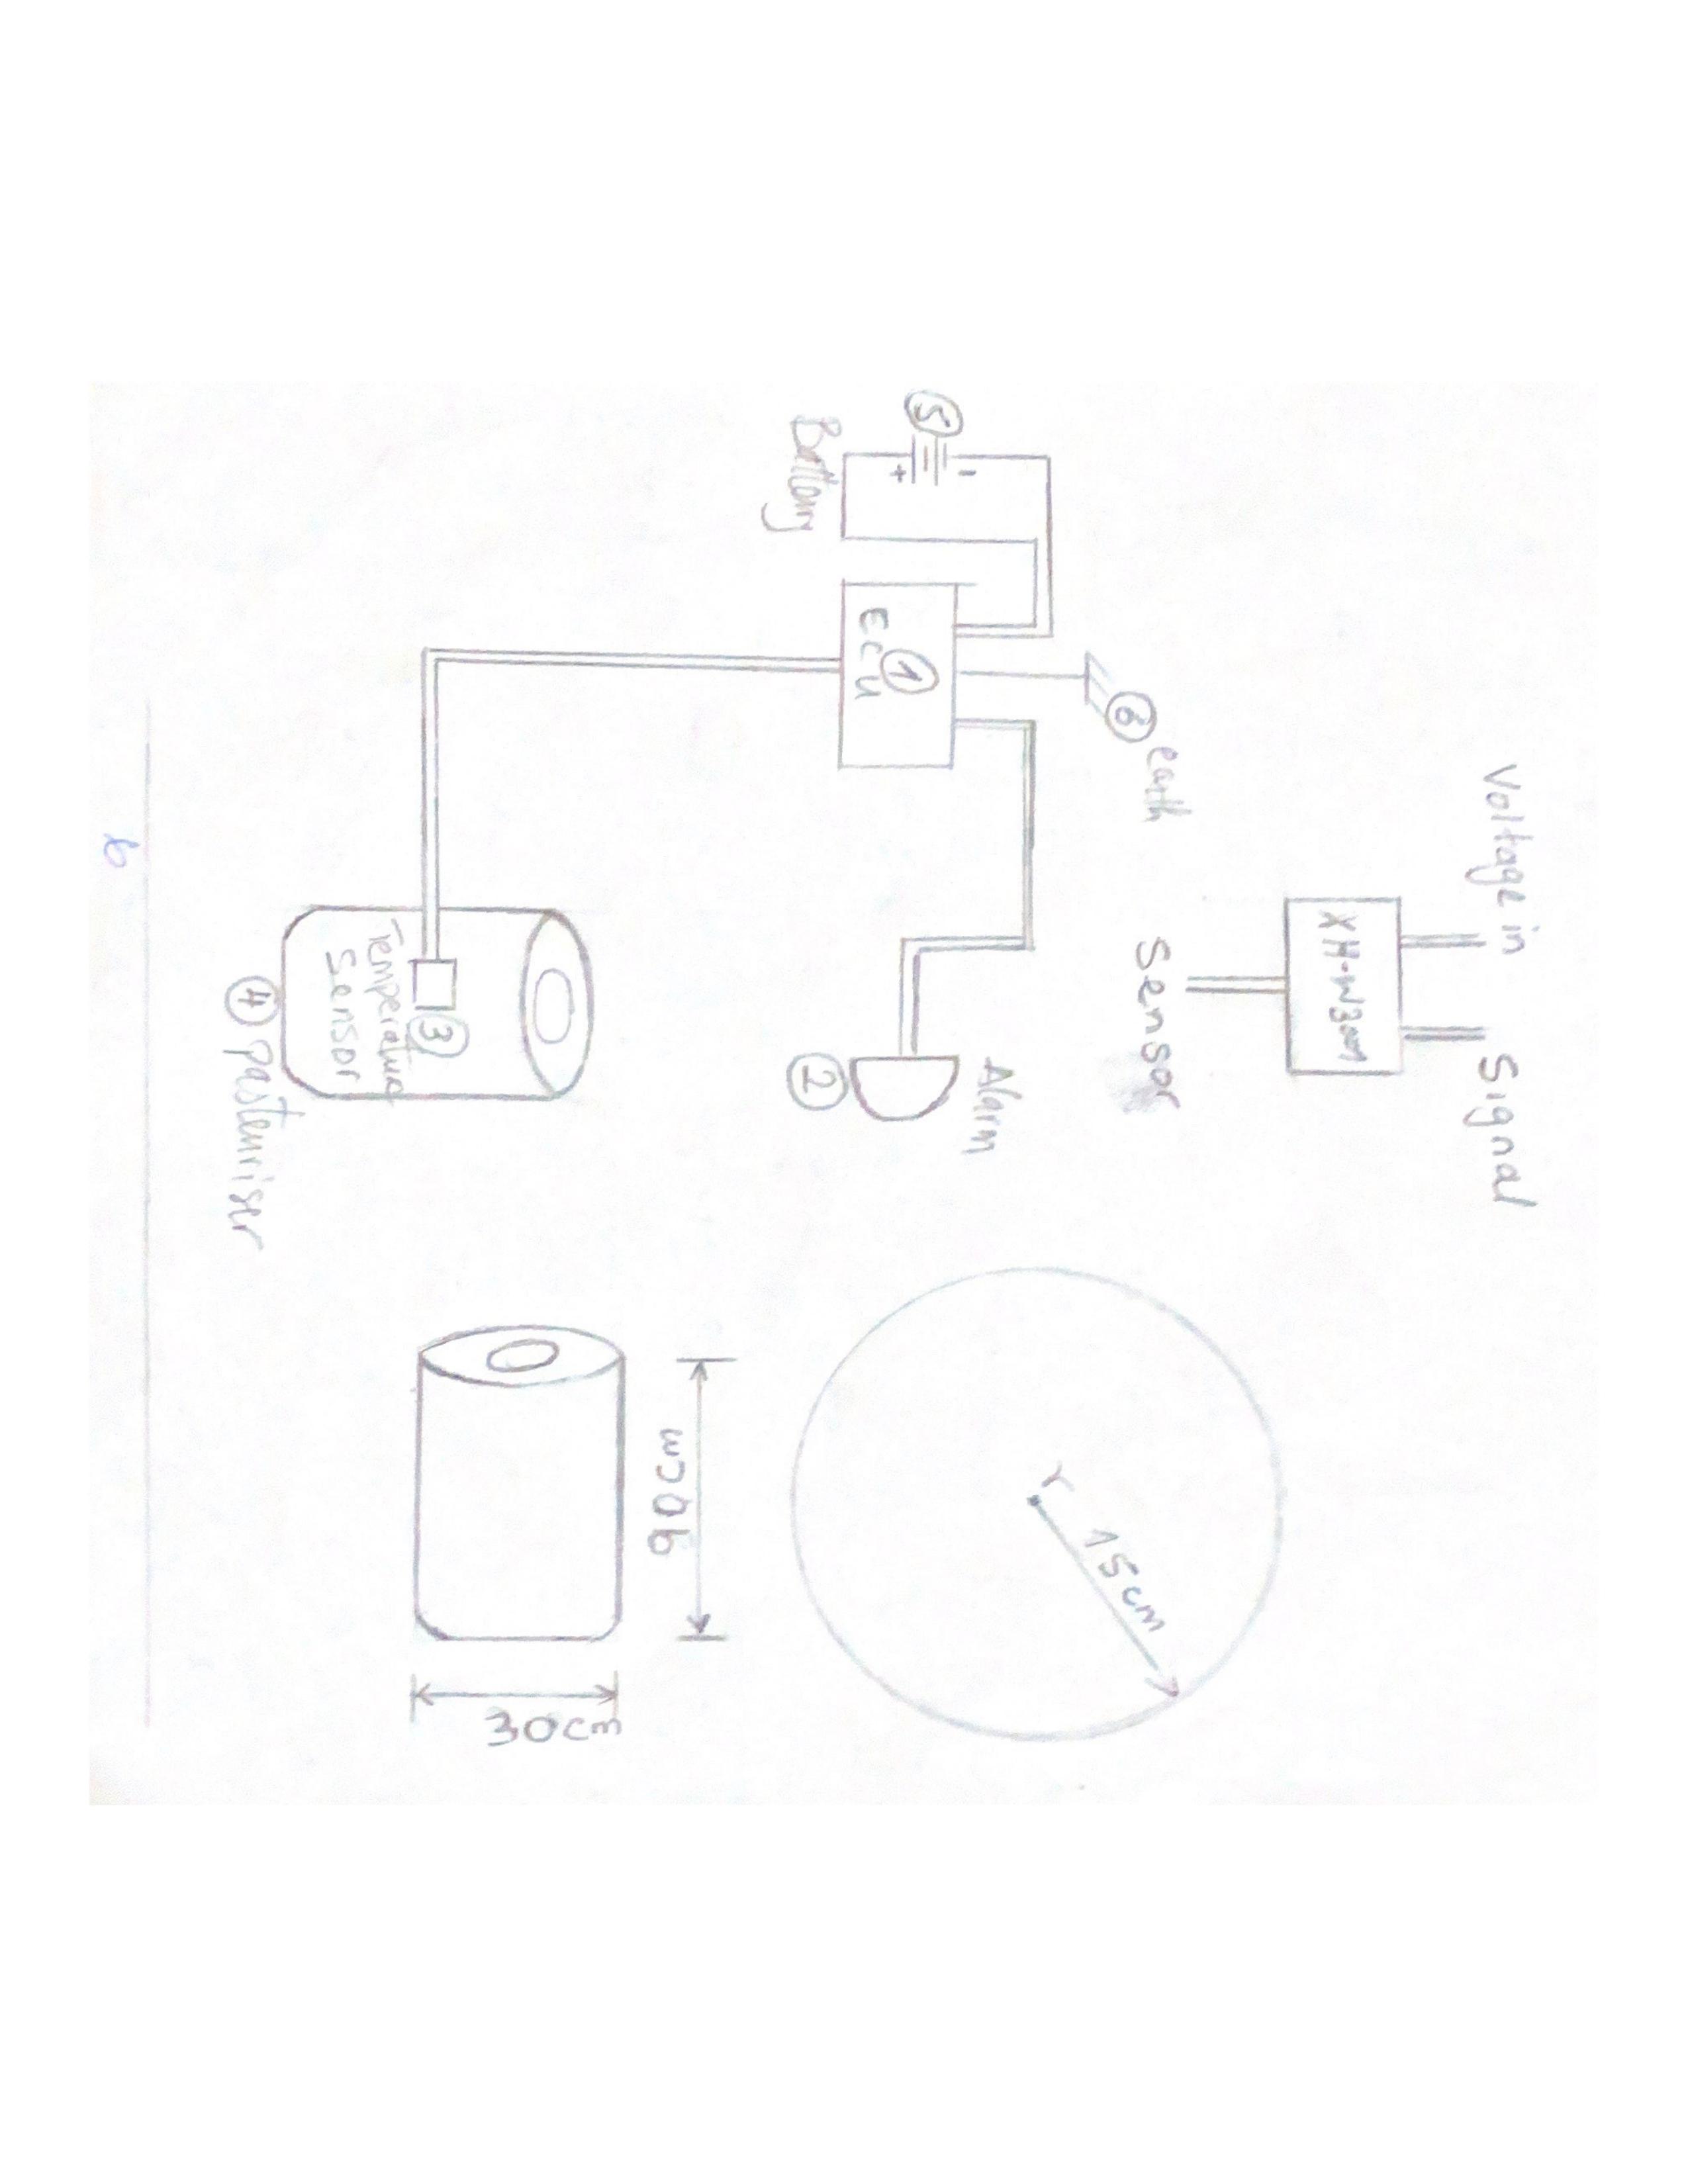 Voltage in
Signal
XH-W3001
Sensor
6 earth
Alarm
2
5
- +
Battery
1
ECU
r 15cm
90cm
30cm
3
Temperature
Sensor
4 Pasteuriser
6